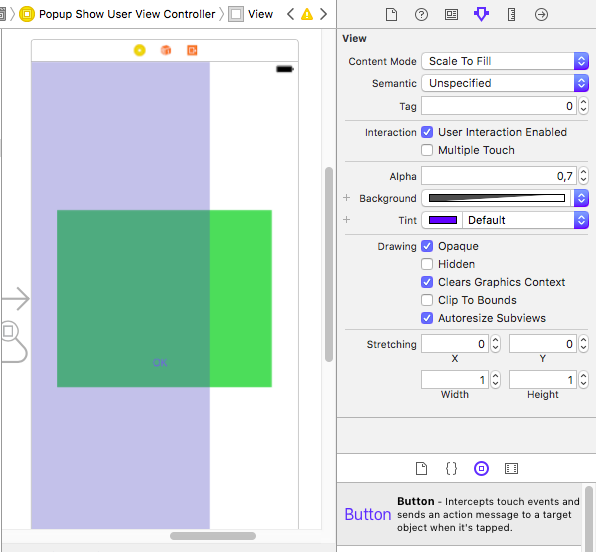 Popup Show User View Controller View
View
Content Mode Scale To Fill
Semantic Unspecified
Tag 0
Interaction User Interaction Enabled
Multiple Touch
Alpha 0,7
Background
Tint Default
Drawing Opaque
Hidden
Clears Graphics Context
Clip To Bounds
Autoresize Subviews
Stretching 0 0
X Y
1 1
Width Height
OK
Button Button - Intercepts touch events and
sends an action message to a target
object when it's tapped.